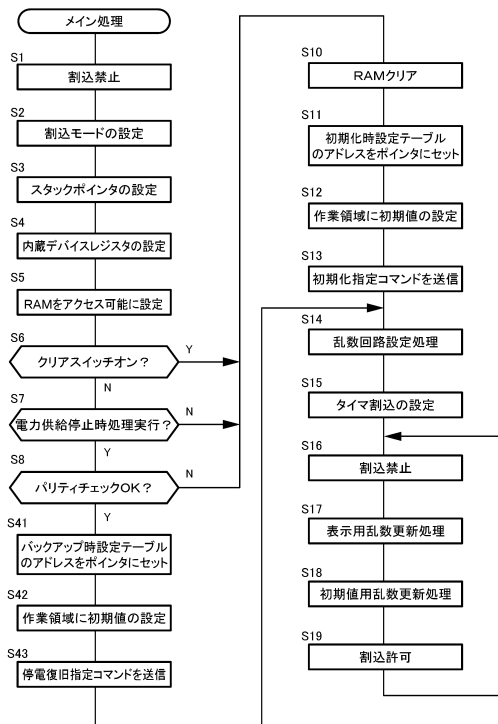 メイン処理
S1
割込禁止
S2
割込モードの設定
S3
スタックポインタの設定
S4
内蔵デバイスレジスタの設定
S5
RAMをアクセス可能に設定
S6
クリアスイッチオン？
Y
N
S7
電力供給停止時処理実行？
N
Y
S8
パリティチェックOK？
N
Y
S41
バックアップ時設定テーブル
のアドレスをポインタにセット
S42
作業領域に初期値の設定
S43
停電復旧指定コマンドを送信
S10
RAMクリア
S11
初期化時設定テーブル
のアドレスをポインタにセット
S12
作業領域に初期値の設定
S13
初期化指定コマンドを送信
S14
乱数回路設定処理
S15
タイマ割込の設定
S16
割込禁止
S17
表示用乱数更新処理
S18
初期値用乱数更新処理
S19
割込許可